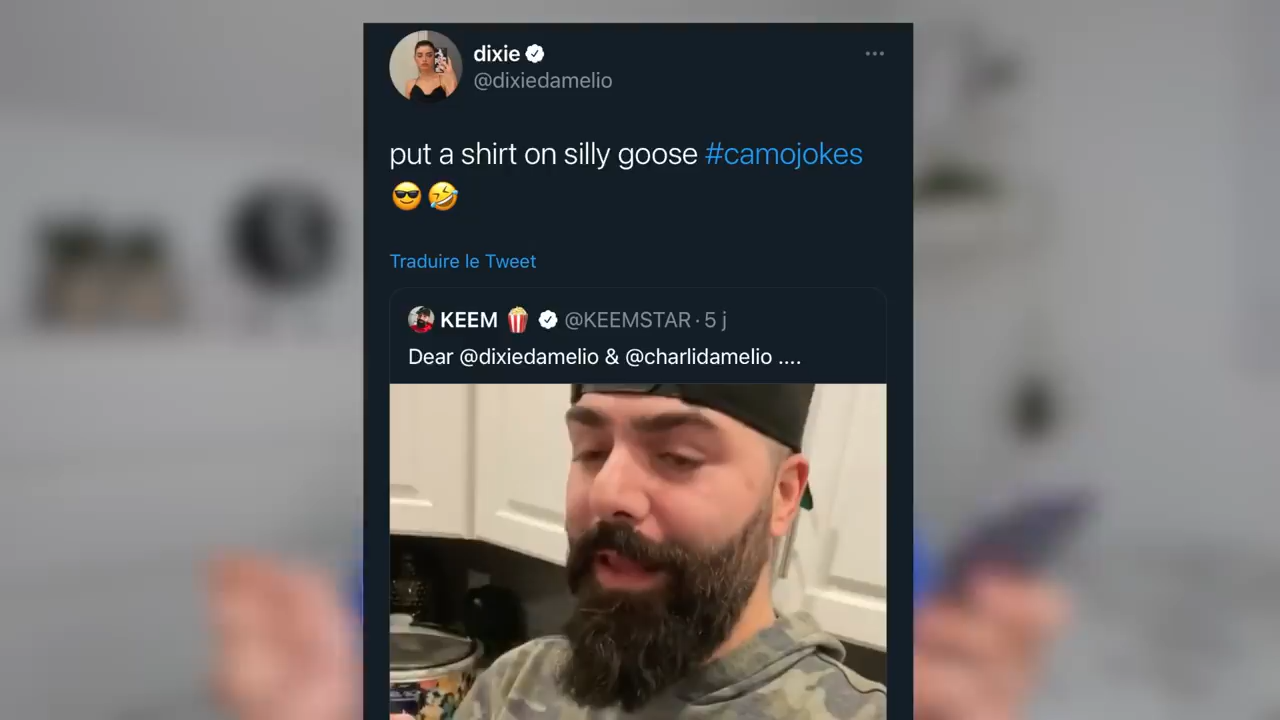 dixie
@dixiedamelio
put a shirt on silly goose #camojokes
😎🤣
Traduire le Tweet
KEEM 🍿 @KEEMSTAR · 5 j
Dear @dixiedamelio & @charlidamelio ....